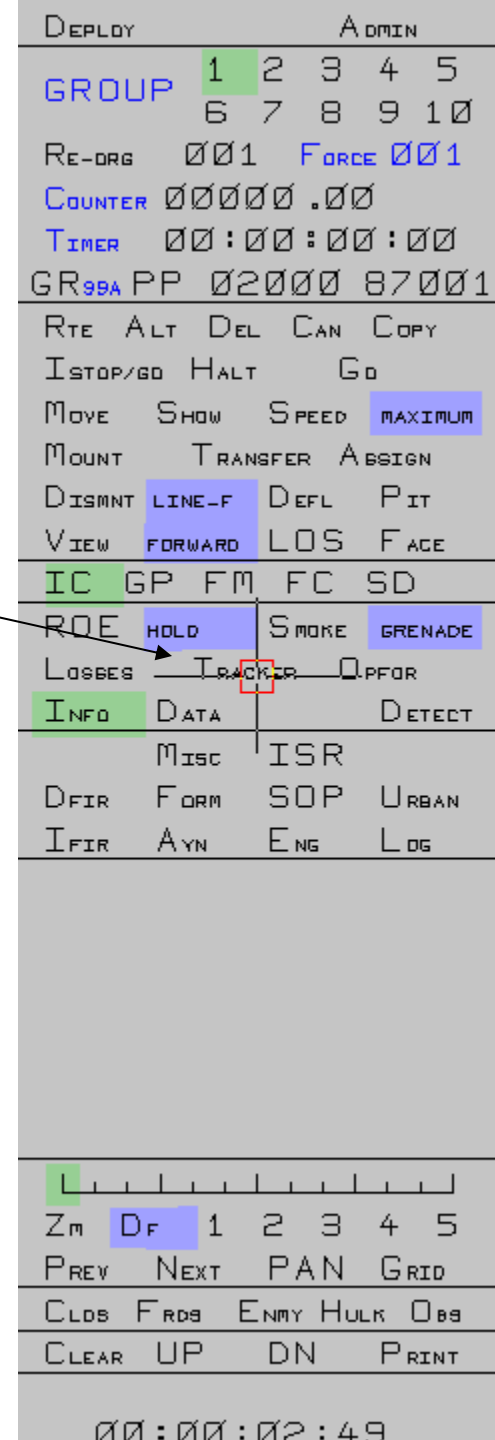 DEPLOY ADMIN
GROUP 1 2 3 4 5
6 7 8 9 10
RE-ORG 001 FORCE 001
COUNTER 00000.00
TIMER 00:00:00:00
GR99A PP 02000 87001
RTE ALT DEL CAN COPY
ISTOP/GO HALT GO
MOVE SHOW SPEED MAXIMUM
MOUNT TRANSFER ASSIGN
DISMNT LINE-F DEFL PIT
VIEW FORWARD LOS FACE
IC GP FM FC SD
ROE HOLD SMOKE GRENADE
LOSSES TRACKER OPFOR
INFO DATA DETECT
MISC ISR
DFIR FORM SOP URBAN
IFIR AYN ENG LOG
ZM DF 1 2 3 4 5
PREV NEXT PAN GRID
CLDS FRDS ENMY HULK OBS
CLEAR UP DN PRINT
00:00:02:49